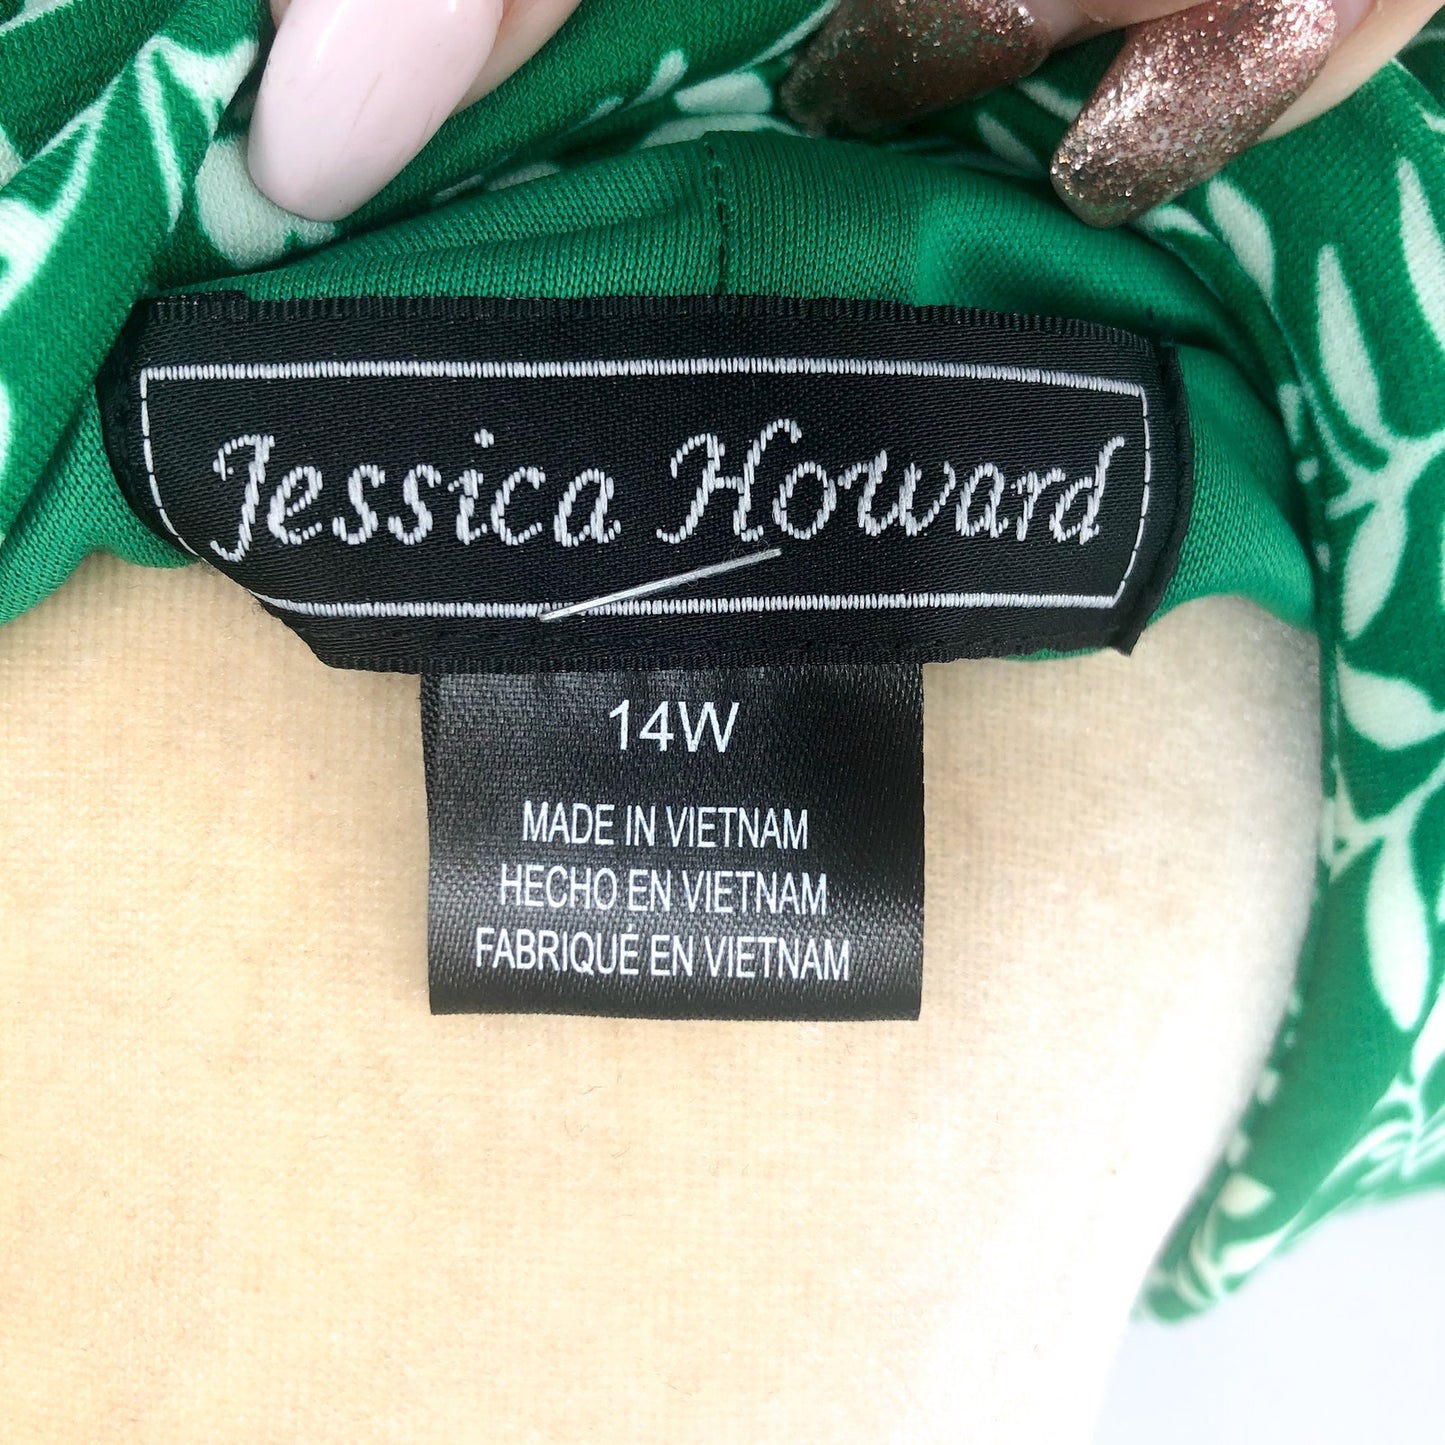 Jessica Howard
14W
MADE IN VIETNAM
HECHO EN VIETNAM
FABRIQUÉ EN VIETNAM